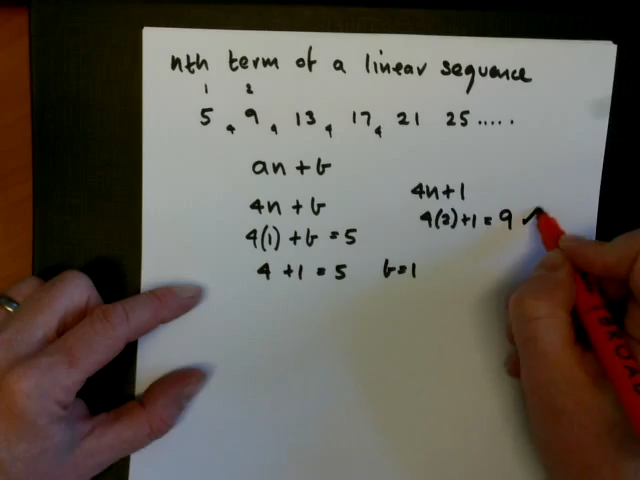 nth term of a linear sequence
1 2
5 4 9 4 13 4 17 4 21 25.....
an + b
4n + b
4n+1
4(1) + b = 5
4(2)+1 = 9 ✓
4 + 1 = 5 b=1